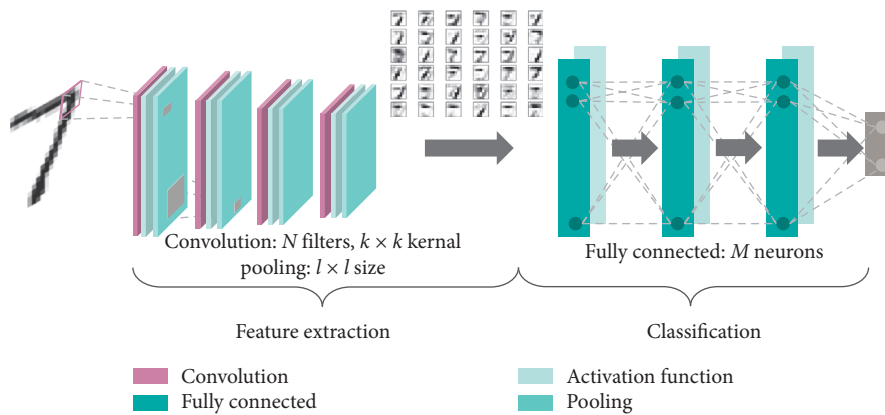 Convolution: N filters, k × k kernal
pooling: l × l size
Fully connected: M neurons
Feature extraction
Classification
Convolution
Fully connected
Activation function
Pooling